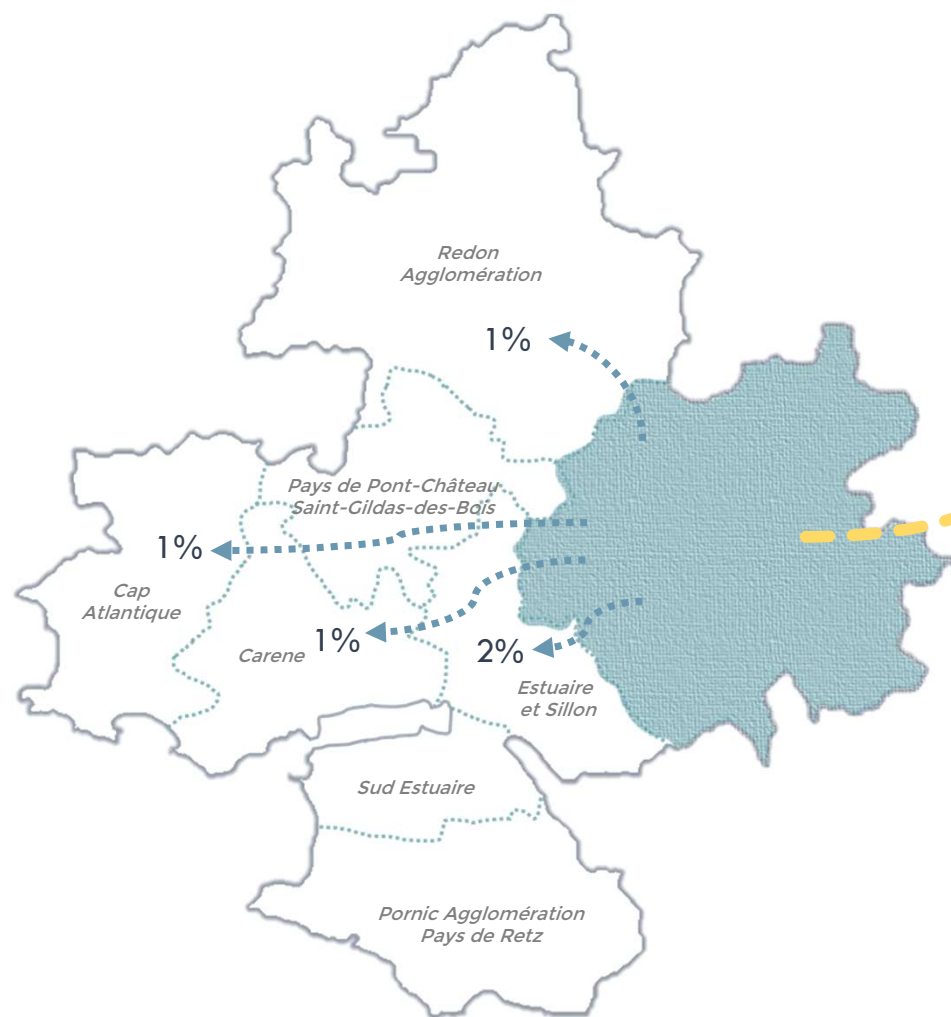 Redon
Agglomération
1%
Pays de Pont-Château
Saint-Gildas-des-Bois
1%
Cap
Atlantique
Carene
1%
2%
Estuaire
et Sillon
Sud Estuaire
Pornic Agglomération
Pays de Retz